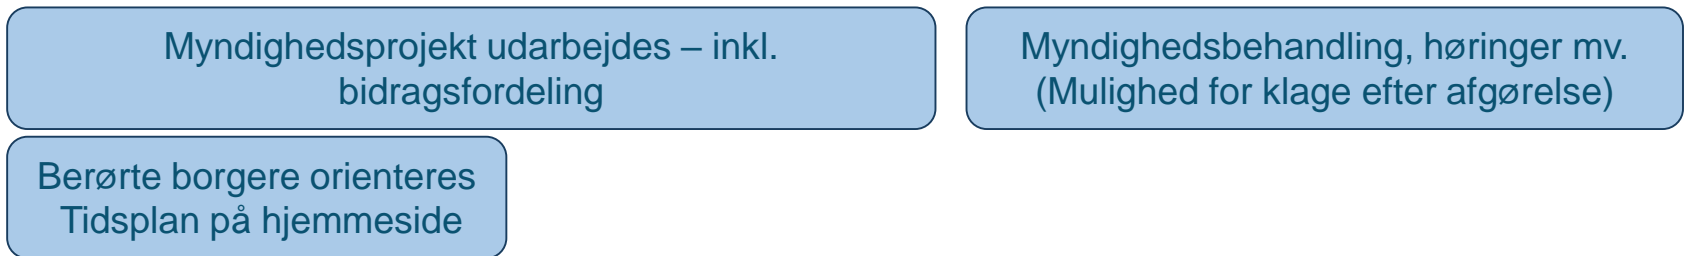 Myndighedsprojekt udarbejdes – inkl.
bidragsfordeling
Myndighedsbehandling, høringer mv.
(Mulighed for klage efter afgørelse)
Berørte borgere orienteres
Tidsplan på hjemmeside